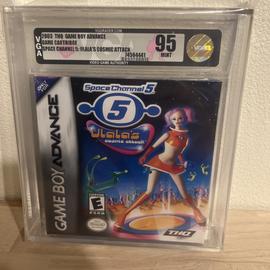 VGA
2003 THQ GAME BOY ADVANCE
GAME CARTRIDGE
SPACE CHANNEL 5: ULALA'S COSMIC ATTACK
VIDEO GAME AUTHORITY
95
MINT
GAME BOY ADVANCE
Space Channel 5
5
Ulala's
cosmic attack
EVERYONE
E
THQ